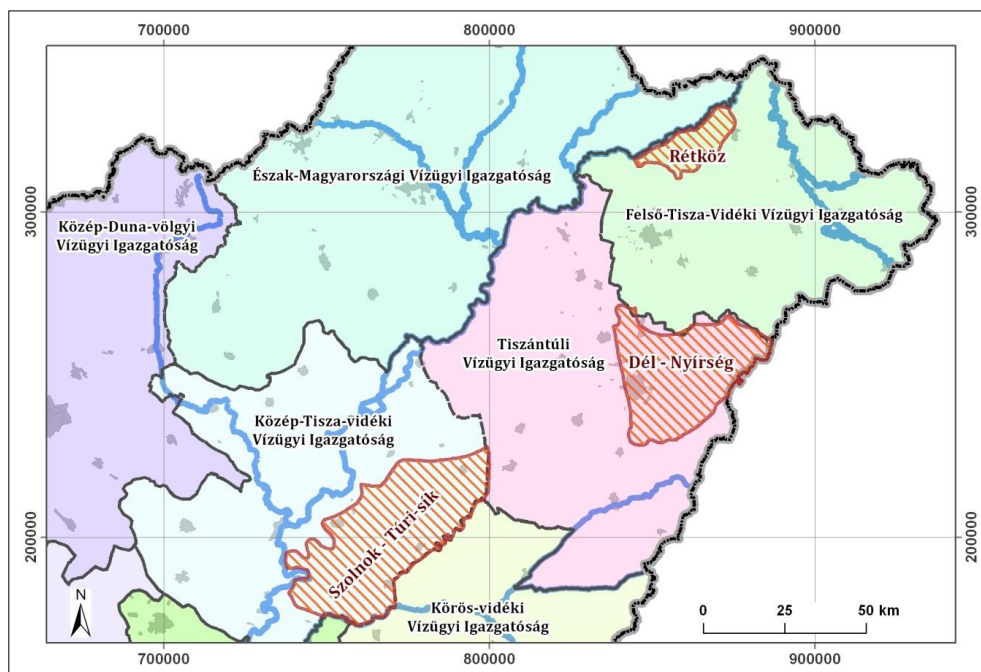 700000 800000 900000
Rétköz
Észak-Magyarországi Vízügyi Igazgatóság
300000 300000
Felső-Tisza-Vidéki Vízügyi Igazgatóság
Közép-Duna-völgyi
Vízügyi Igazgatóság
Tiszántúli
Vízügyi Igazgatóság
Dél - Nyírség
Közép-Tisza-vidéki
Vízügyi Igazgatóság
Szolnok - Túri-sík
200000 200000
Körös-vidéki
Vízügyi Igazgatóság
N
0 25 50 km
700000 800000 900000